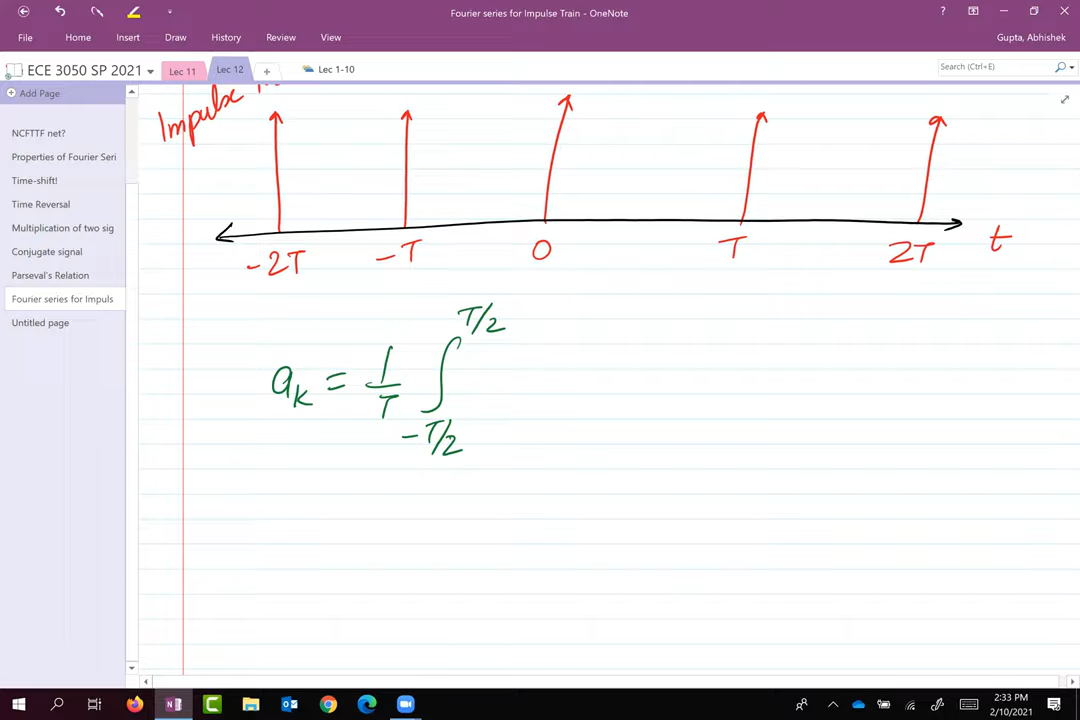 Fourier series for Impulse Train - OneNote
File Home Insert Draw History Review View
Gupta, Abhishek
ECE 3050 SP 2021
Lec 11
Lec 12
Lec 1-10
Search (Ctrl+E)
Add Page
NCFTTF net?
Properties of Fourier Seri
Time-shift!
Time Reversal
Multiplication of two sig
Conjugate signal
Parseval's Relation
Fourier series for Impuls
Untitled page
Impulse
-2T -T 0 T 2T t
a_k = 1/T ∫_{-T/2}^{T/2}
2:33 PM
2/10/2021